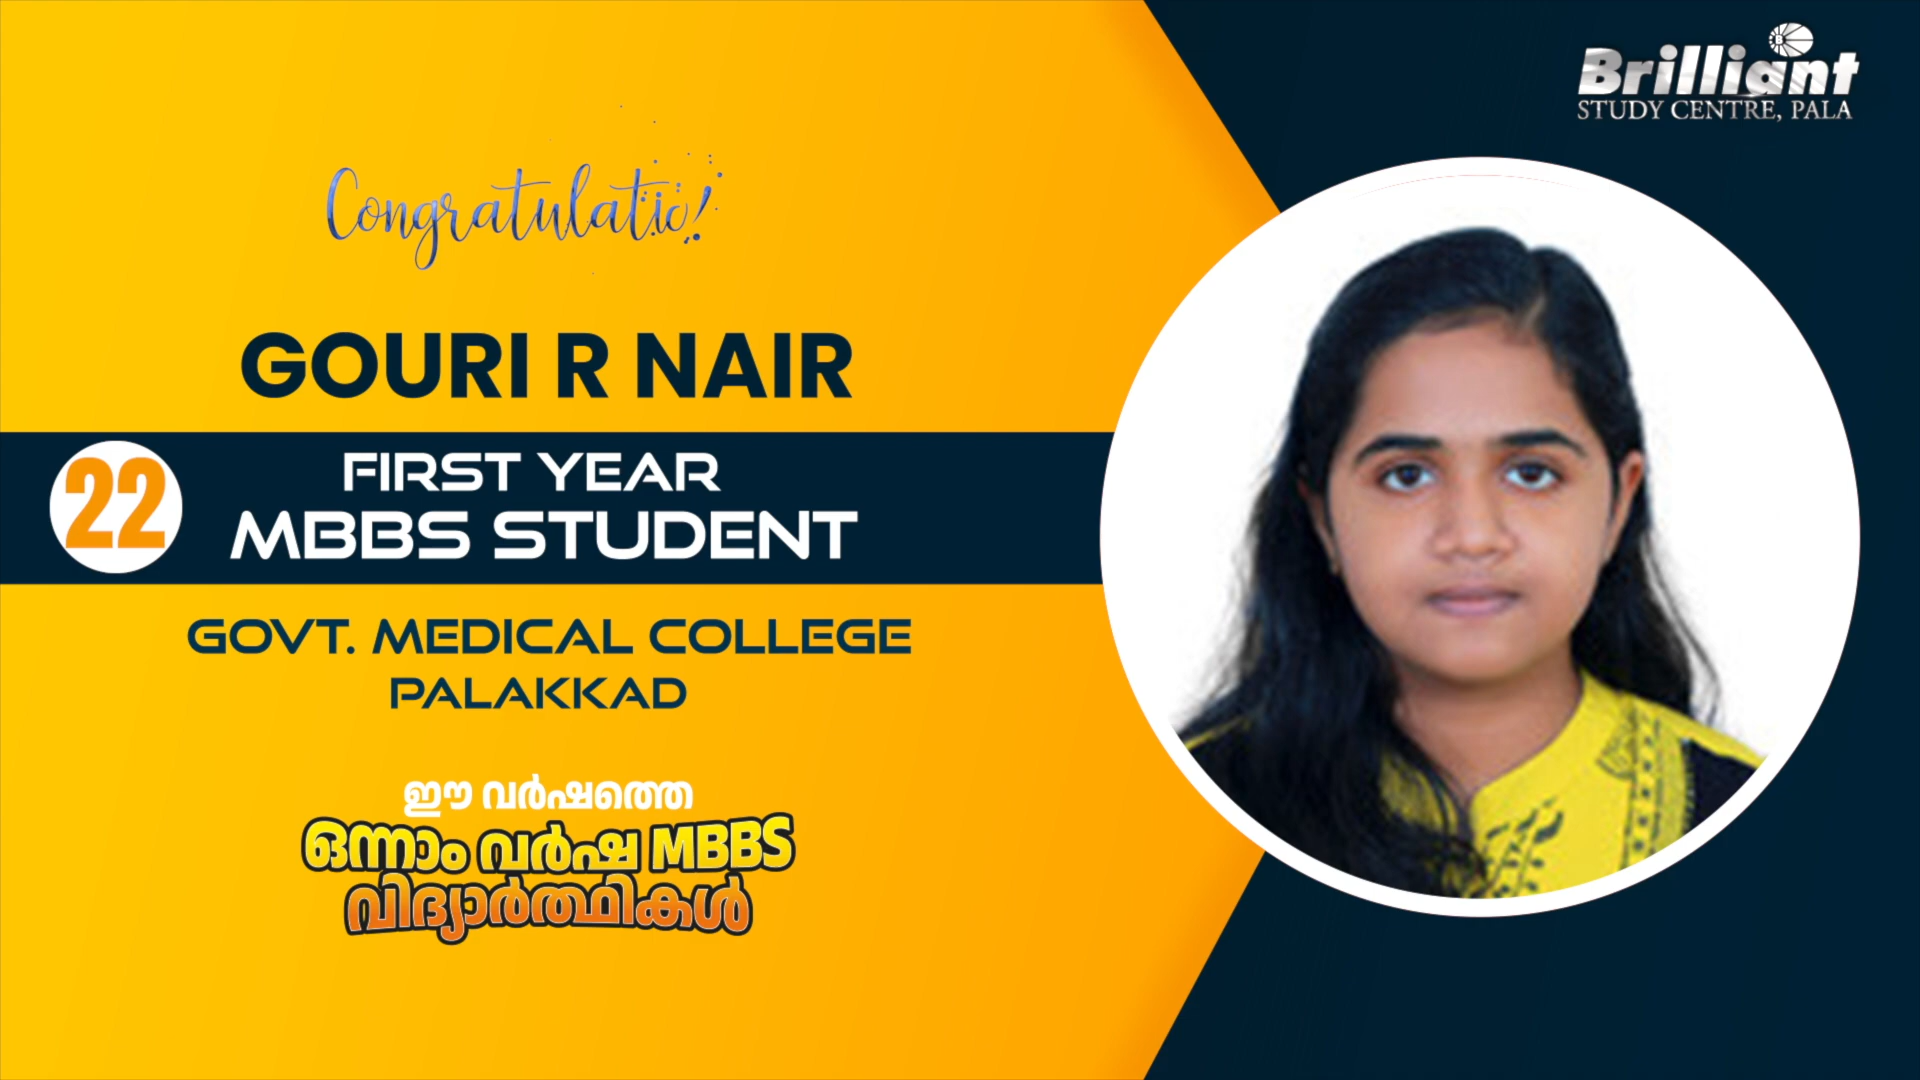 Brilliant
STUDY CENTRE, PALA
Congratulatio!
GOURI R NAIR
22
FIRST YEAR
MBBS STUDENT
GOVT. MEDICAL COLLEGE
PALAKKAD
ഈ വർഷത്തെ
ഒന്നാം വർഷ MBBS
വിദ്യാർത്ഥികൾ